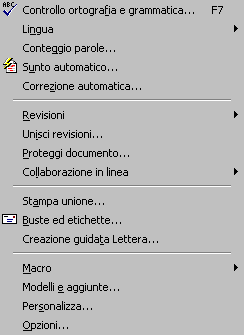 ABC Controllo ortografia e grammatica... F7
Lingua
Conteggio parole...
Sunto automatico...
Correzione automatica...
Revisioni
Unisci revisioni...
Proteggi documento...
Collaborazione in linea
Stampa unione...
Buste ed etichette...
Creazione guidata Lettera...
Macro
Modelli e aggiunte...
Personalizza...
Opzioni...